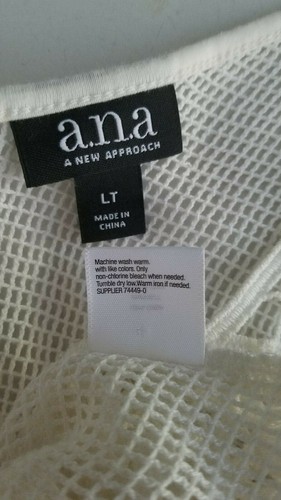 a.n.a
A NEW APPROACH
LT
MADE IN
CHINA
Machine wash warm.
with like colors. Only
non-chlorine bleach when needed.
Tumble dry low.Warm iron if needed.
SUPPLIER 74449-0